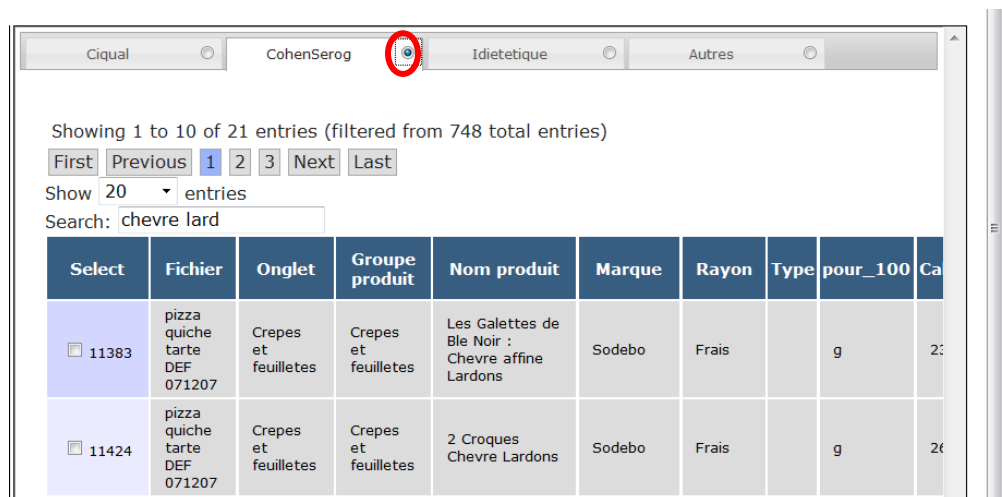 Ciqual CohenSerog Idietetique Autres
Showing 1 to 10 of 21 entries (filtered from 748 total entries)
First Previous 1 2 3 Next Last
Show 20 entries
Search: chevre lard
Select Fichier Onglet Groupe produit Nom produit Marque Rayon Type pour_100 Ca
11383
pizza
quiche
tarte
DEF
071207
Crepes
et
feuilletes
Crepes
et
feuilletes
Les Galettes de
Ble Noir :
Chevre affine
Lardons
Sodebo
Frais
g
23
11424
pizza
quiche
tarte
DEF
071207
Crepes
et
feuilletes
Crepes
et
feuilletes
2 Croques
Chevre Lardons
Sodebo
Frais
g
26